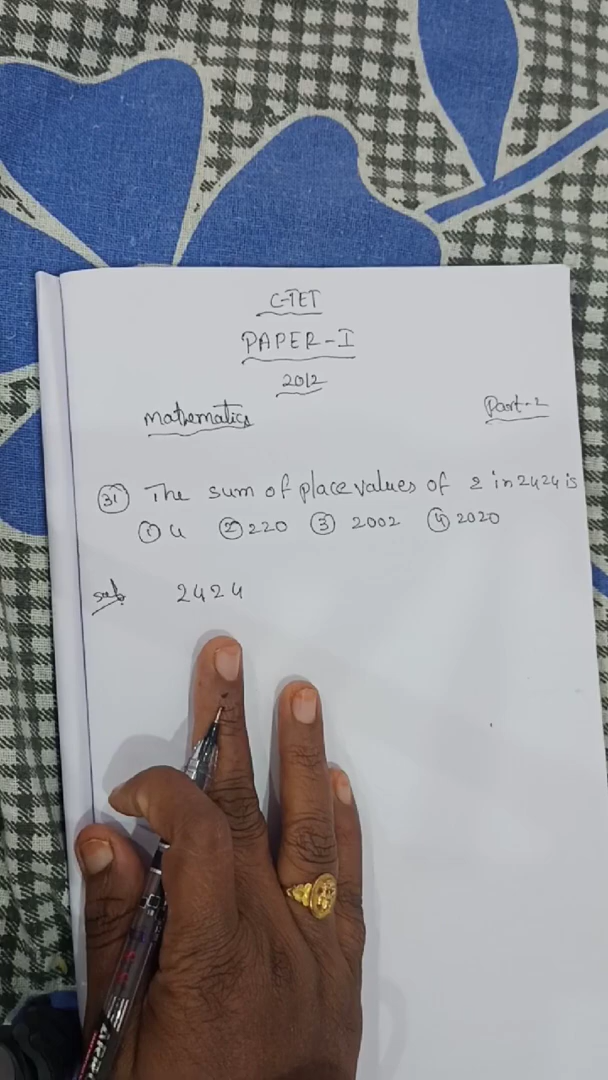 C-TET
PAPER-I
2012
Mathematics
Part-2
31 The sum of place values of 2 in 2424 is
① 4 ② 220 ③ 2002 ④ 2020
2424